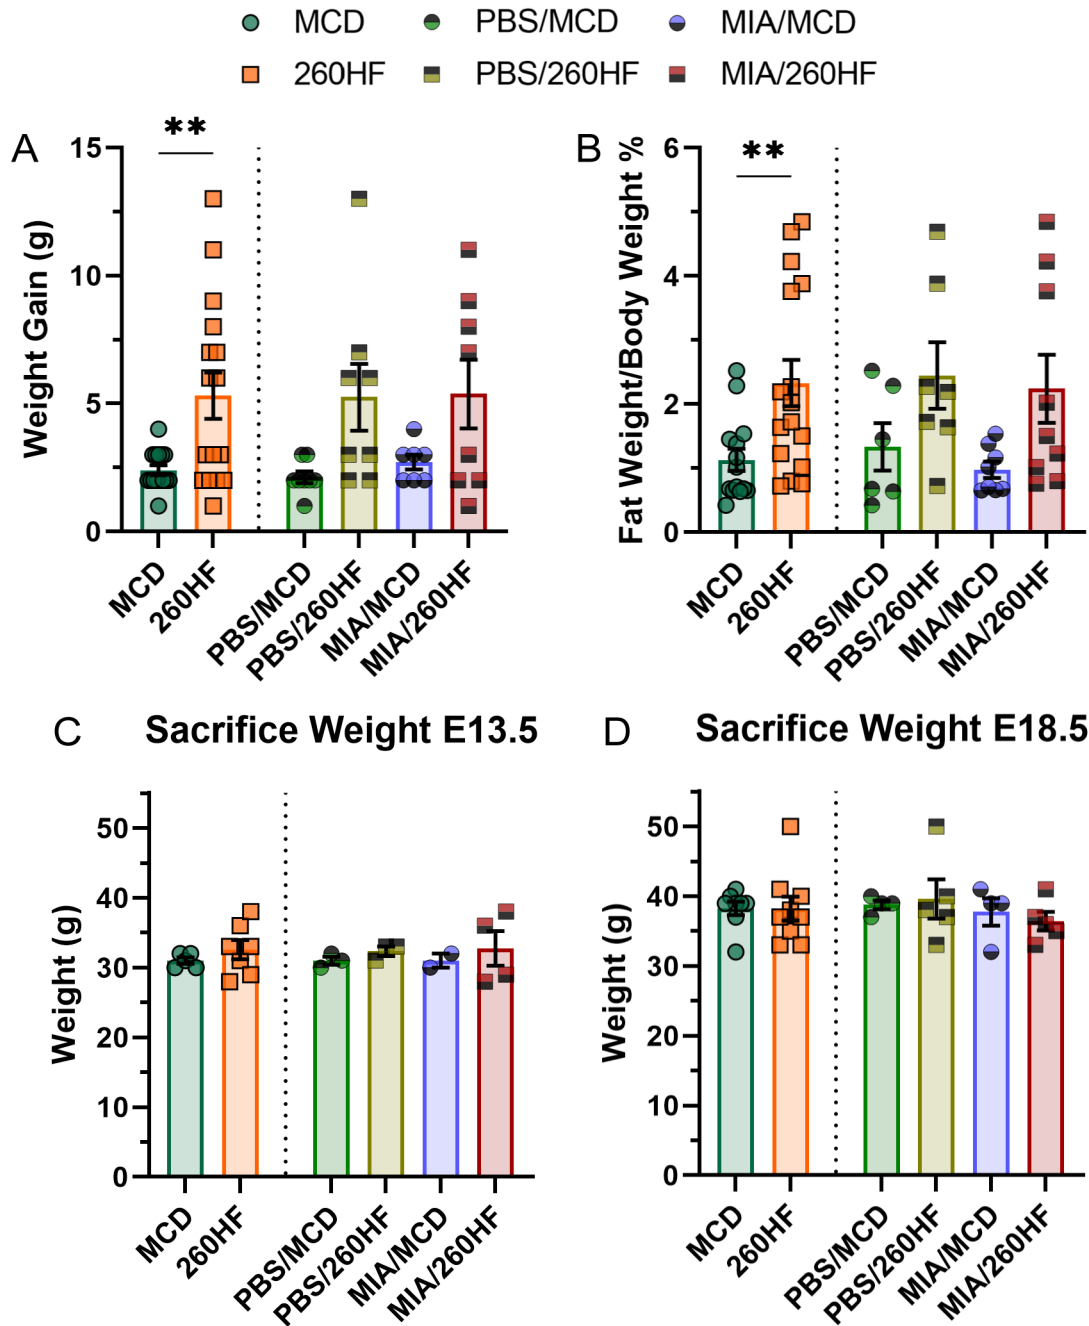 MCD PBS/MCD MIA/MCD
260HF PBS/260HF MIA/260HF
A
**
Weight Gain (g)
15
10
5
0
MCD
260HF
PBS/MCD
PBS/260HF
MIA/MCD
MIA/260HF
B
**
Fat Weight/Body Weight %
6
4
2
0
MCD
260HF
PBS/MCD
PBS/260HF
MIA/MCD
MIA/260HF
C Sacrifice Weight E13.5
Weight (g)
50
40
30
20
10
0
MCD
260HF
PBS/MCD
PBS/260HF
MIA/MCD
MIA/260HF
D Sacrifice Weight E18.5
Weight (g)
50
40
30
20
10
0
MCD
260HF
PBS/MCD
PBS/260HF
MIA/MCD
MIA/260HF